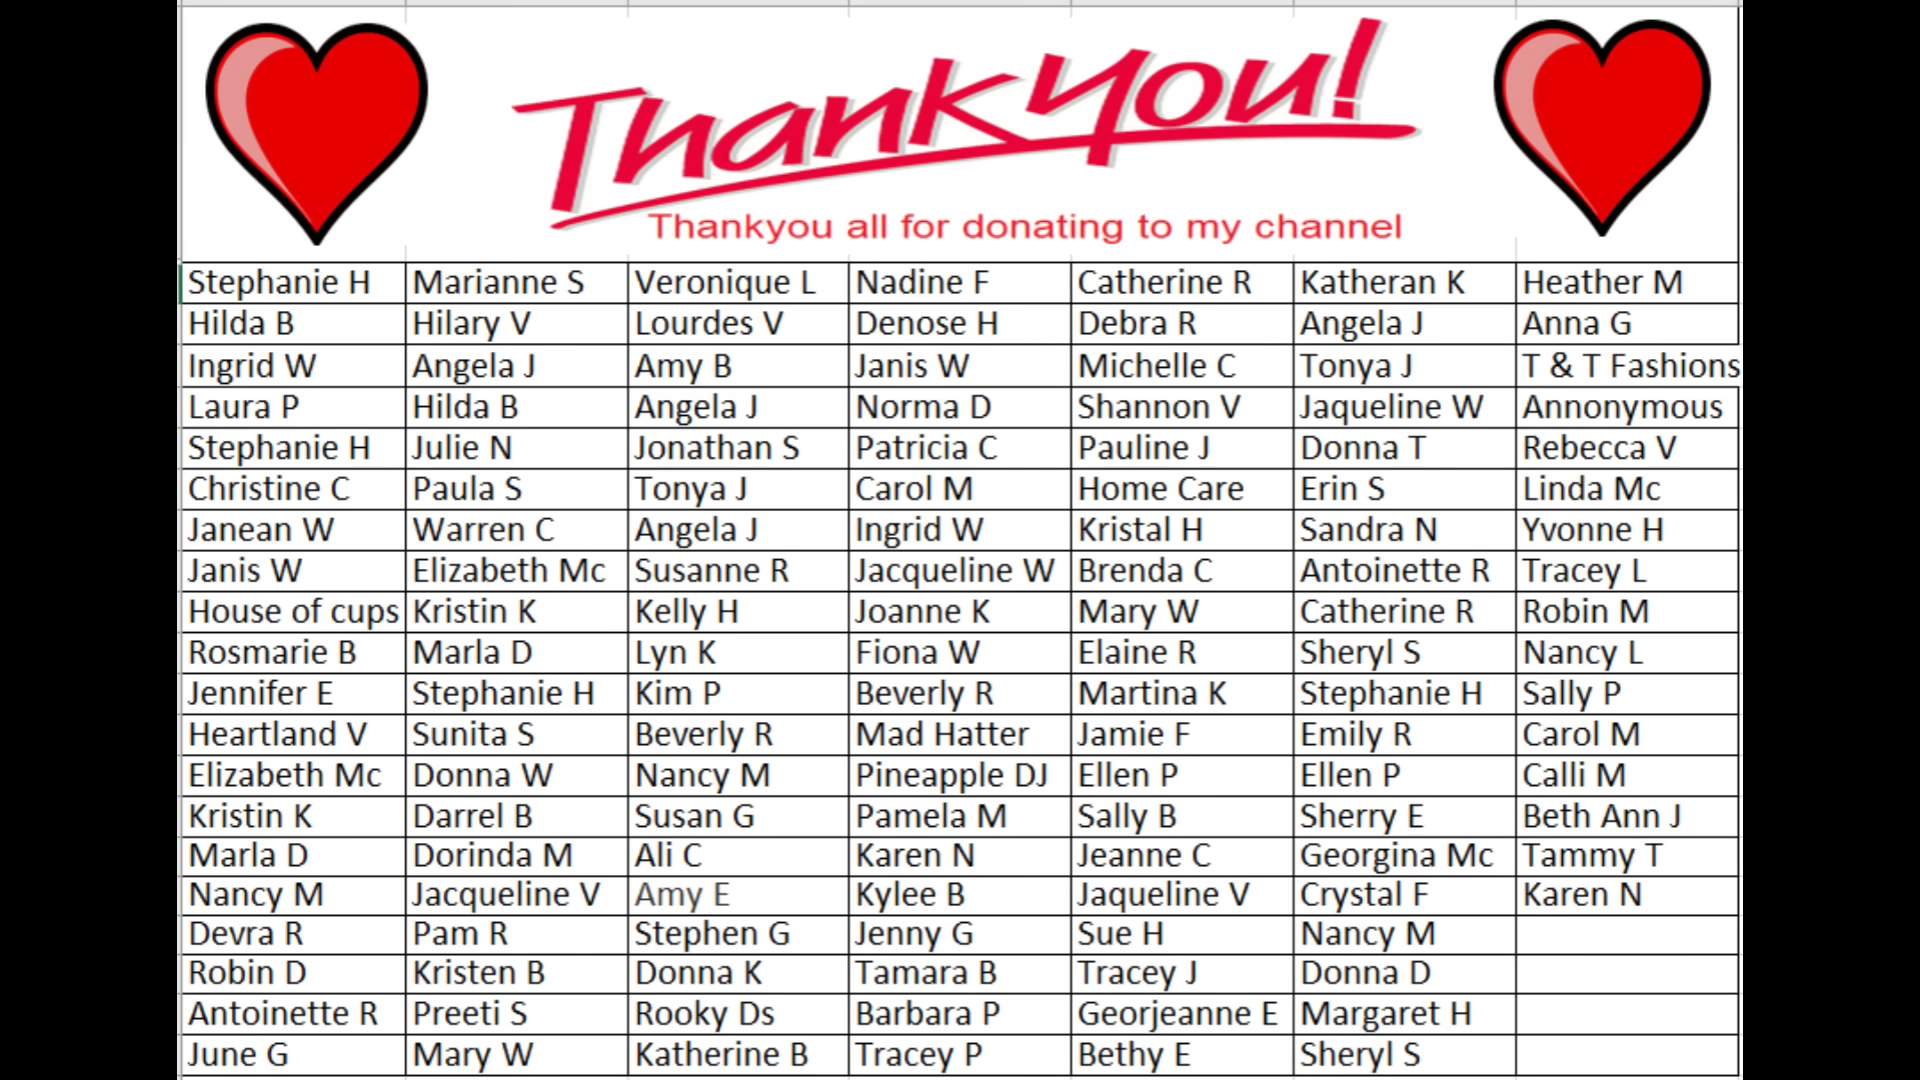 Thank you!
Thankyou all for donating to my channel
Stephanie H Marianne S Veronique L Nadine F Catherine R Katheran K Heather M
Hilda B Hilary V Lourdes V Denose H Debra R Angela J Anna G
Ingrid W Angela J Amy B Janis W Michelle C Tonya J T & T Fashions
Laura P Hilda B Angela J Norma D Shannon V Jaqueline W Annonymous
Stephanie H Julie N Jonathan S Patricia C Pauline J Donna T Rebecca V
Christine C Paula S Tonya J Carol M Home Care Erin S Linda Mc
Janean W Warren C Angela J Ingrid W Kristal H Sandra N Yvonne H
Janis W Elizabeth Mc Susanne R Jacqueline W Brenda C Antoinette R Tracey L
House of cups Kristin K Kelly H Joanne K Mary W Catherine R Robin M
Rosmarie B Marla D Lyn K Fiona W Elaine R Sheryl S Nancy L
Jennifer E Stephanie H Kim P Beverly R Martina K Stephanie H Sally P
Heartland V Sunita S Beverly R Mad Hatter Jamie F Emily R Carol M
Elizabeth Mc Donna W Nancy M Pineapple DJ Ellen P Ellen P Calli M
Kristin K Darrel B Susan G Pamela M Sally B Sherry E Beth Ann J
Marla D Dorinda M Ali C Karen N Jeanne C Georgina Mc Tammy T
Nancy M Jacqueline V Amy E Kylee B Jaqueline V Crystal F Karen N
Devra R Pam R Stephen G Jenny G Sue H Nancy M
Robin D Kristen B Donna K Tamara B Tracey J Donna D
Antoinette R Preeti S Rooky Ds Barbara P Georjeanne E Margaret H
June G Mary W Katherine B Tracey P Bethy E Sheryl S